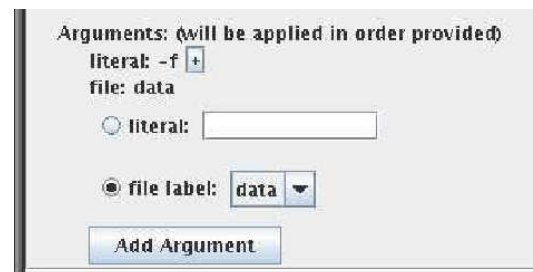 Arguments: (will be applied in order provided)
literal: -f +
file: data
literal:
file label: data
Add Argument